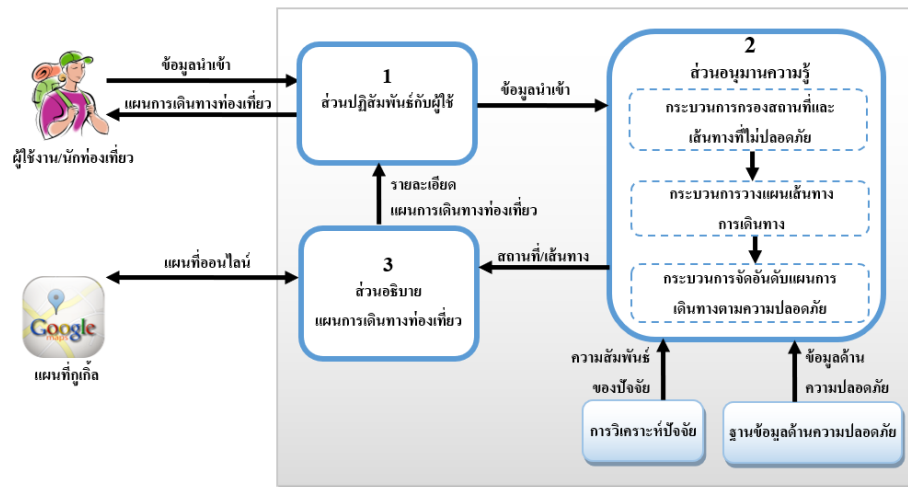 ข้อมูลนำเข้า
แผนการเดินทางท่องเที่ยว
ผู้ใช้งาน/นักท่องเที่ยว
1
ส่วนปฏิสัมพันธ์กับผู้ใช้
ข้อมูลนำเข้า
2
ส่วนอนุมานความรู้
กระบวนการกรองสถานที่และ
เส้นทางที่ไม่ปลอดภัย
กระบวนการวางแผนเส้นทาง
การเดินทาง
กระบวนการจัดอันดับแผนการ
เดินทางตามความปลอดภัย
รายละเอียด
แผนการเดินทางท่องเที่ยว
แผนที่ออนไลน์
3
ส่วนอธิบาย
แผนการเดินทางท่องเที่ยว
สถานที่/เส้นทาง
Google
maps
แผนที่กูเกิ้ล
ความสัมพันธ์
ของปัจจัย
ข้อมูลด้าน
ความปลอดภัย
การวิเคราะห์ปัจจัย
ฐานข้อมูลด้านความปลอดภัย